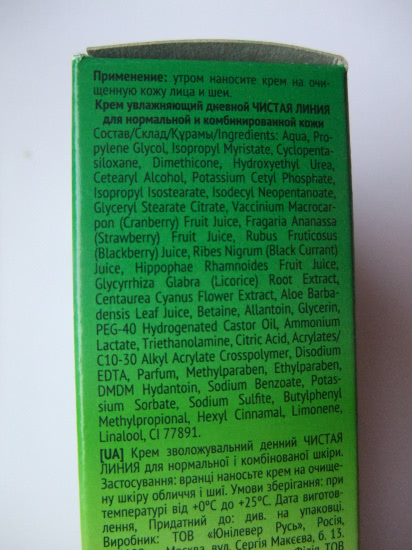 Применение: утром наносите крем на очи-
щенную кожу лица и шеи.
Крем увлажняющий дневной ЧИСТАЯ ЛИНИЯ
для нормальной и комбинированной кожи
Состав/Склад/Құрамы/Ingredients: Aqua, Pro-
pylene Glycol, Isopropyl Myristate, Cyclopenta-
siloxane, Dimethicone, Hydroxyethyl Urea,
Cetearyl Alcohol, Potassium Cetyl Phosphate,
Isopropyl Isostearate, Isodecyl Neopentanoate,
Glyceryl Stearate Citrate, Vaccinium Macrocar-
pon (Cranberry) Fruit Juice, Fragaria Ananassa
(Strawberry) Fruit Juice, Rubus Fruticosus
(Blackberry) Juice, Ribes Nigrum (Black Currant)
Juice, Hippophae Rhamnoides Fruit Juice,
Glycyrrhiza Glabra (Licorice) Root Extract,
Centaurea Cyanus Flower Extract, Aloe Barba-
densis Leaf Juice, Betaine, Allantoin, Glycerin,
PEG-40 Hydrogenated Castor Oil, Ammonium
Lactate, Triethanolamine, Citric Acid, Acrylates/
C10-30 Alkyl Acrylate Crosspolymer, Disodium
EDTA, Parfum, Methylparaben, Ethylparaben,
DMDM Hydantoin, Sodium Benzoate, Potas-
sium Sorbate, Sodium Sulfite, Butylphenyl
Methylpropional, Hexyl Cinnamal, Limonene,
Linalool, CI 77891.
[UA] Крем зволожувальний денний ЧИСТАЯ
ЛИНИЯ для нормальної і комбінованої шкіри.
Застосування: вранці наносьте крем на очище-
ну шкіру обличчя і шиї. Умови зберігання: при
температурі від +0°C до +25°C. Дата виготов-
лення, Придатний до: див. на упаковці.
Виробник: ТОВ «Юнілевер Русь», Росія,
Москва, вул. Сергія Макеєва, б. 13.
ТОВ